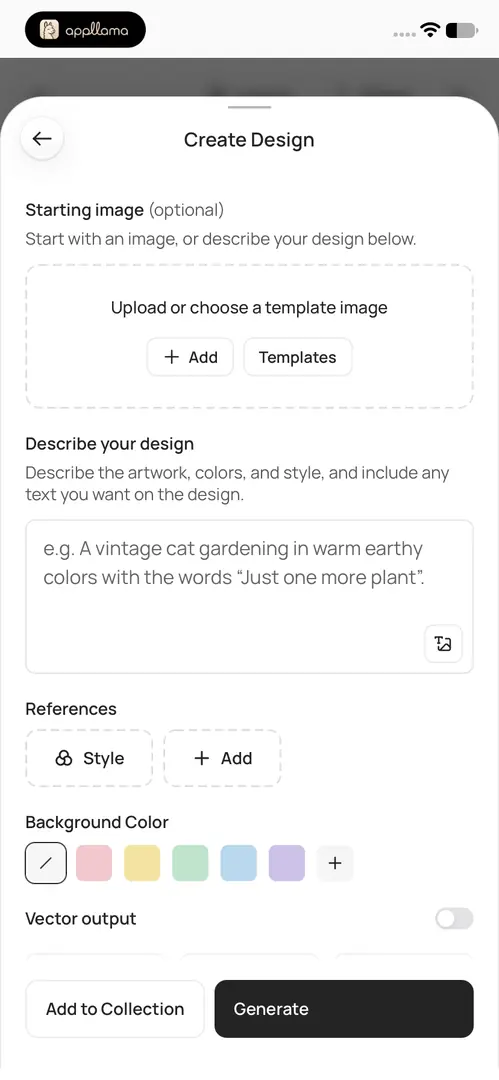 appllama
Create Design
Starting image (optional)
Start with an image, or describe your design below.
Upload or choose a template image
Add
Templates
Describe your design
Describe the artwork, colors, and style, and include any
text you want on the design.
e.g. A vintage cat gardening in warm earthy
colors with the words “Just one more plant”.
References
Style
Add
Background Color
Vector output
Add to Collection
Generate